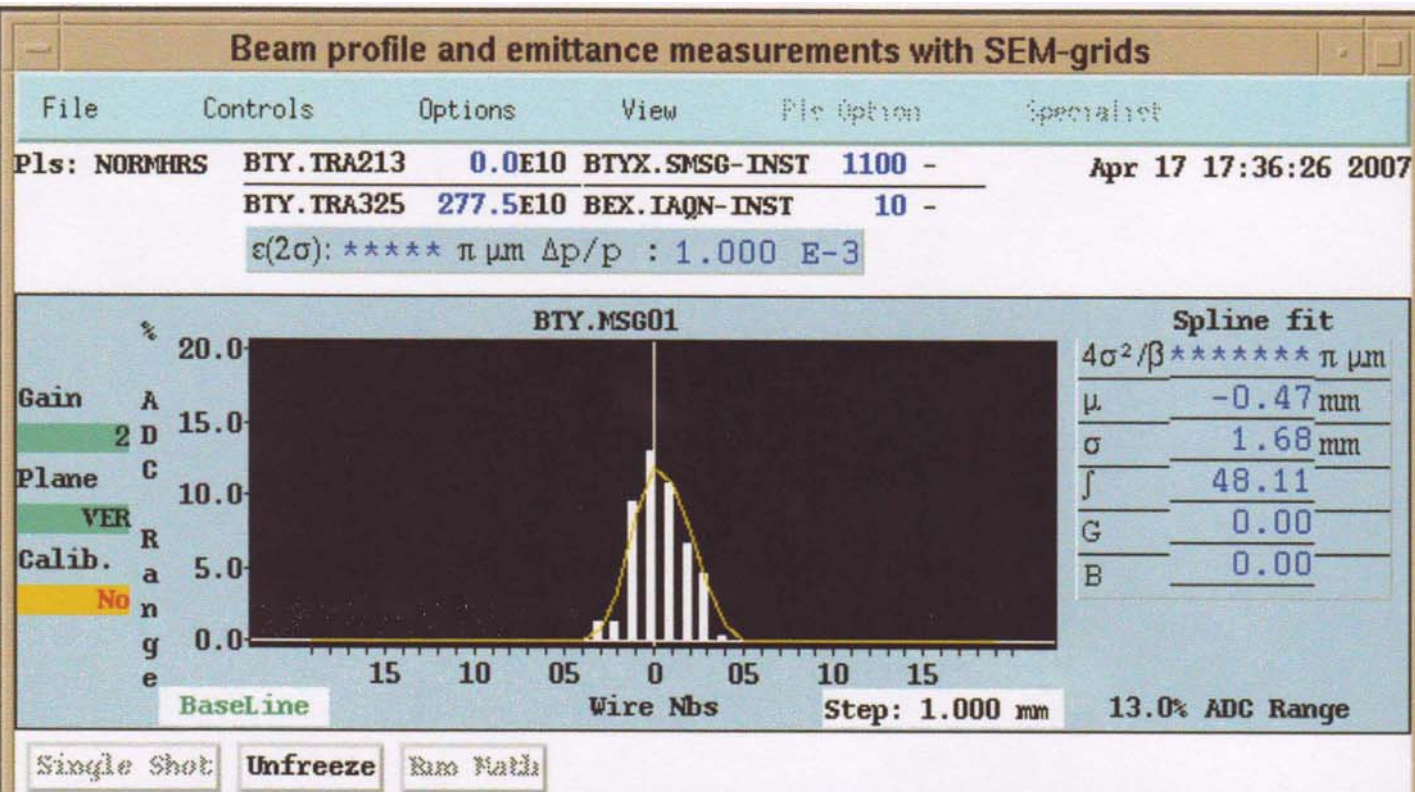 Beam profile and emittance measurements with SEM-grids
File Controls Options View Pls Option Specialist
Pls: NORMHRS BTY.TRA213 0.0E10 BTYX.SMSG-INST 1100 - Apr 17 17:36:26 2007
BTY.TRA325 277.5E10 BEX.IAQN-INST 10 -
ε(2σ): ***** π μm Δp/p : 1.000 E-3
BTY.MSG01
Spline fit
4σ²/β ******* π μm
μ -0.47 mm
σ 1.68 mm
∫ 48.11
G 0.00
B 0.00
Gain
2
Plane
VER
Calib.
No
% ADC Range
20.0
15.0
10.0
5.0
0.0
15 10 05 0 05 10 15
BaseLine Wire Nbs Step: 1.000 mm 13.0% ADC Range
Single Shot Unfreeze Run Math